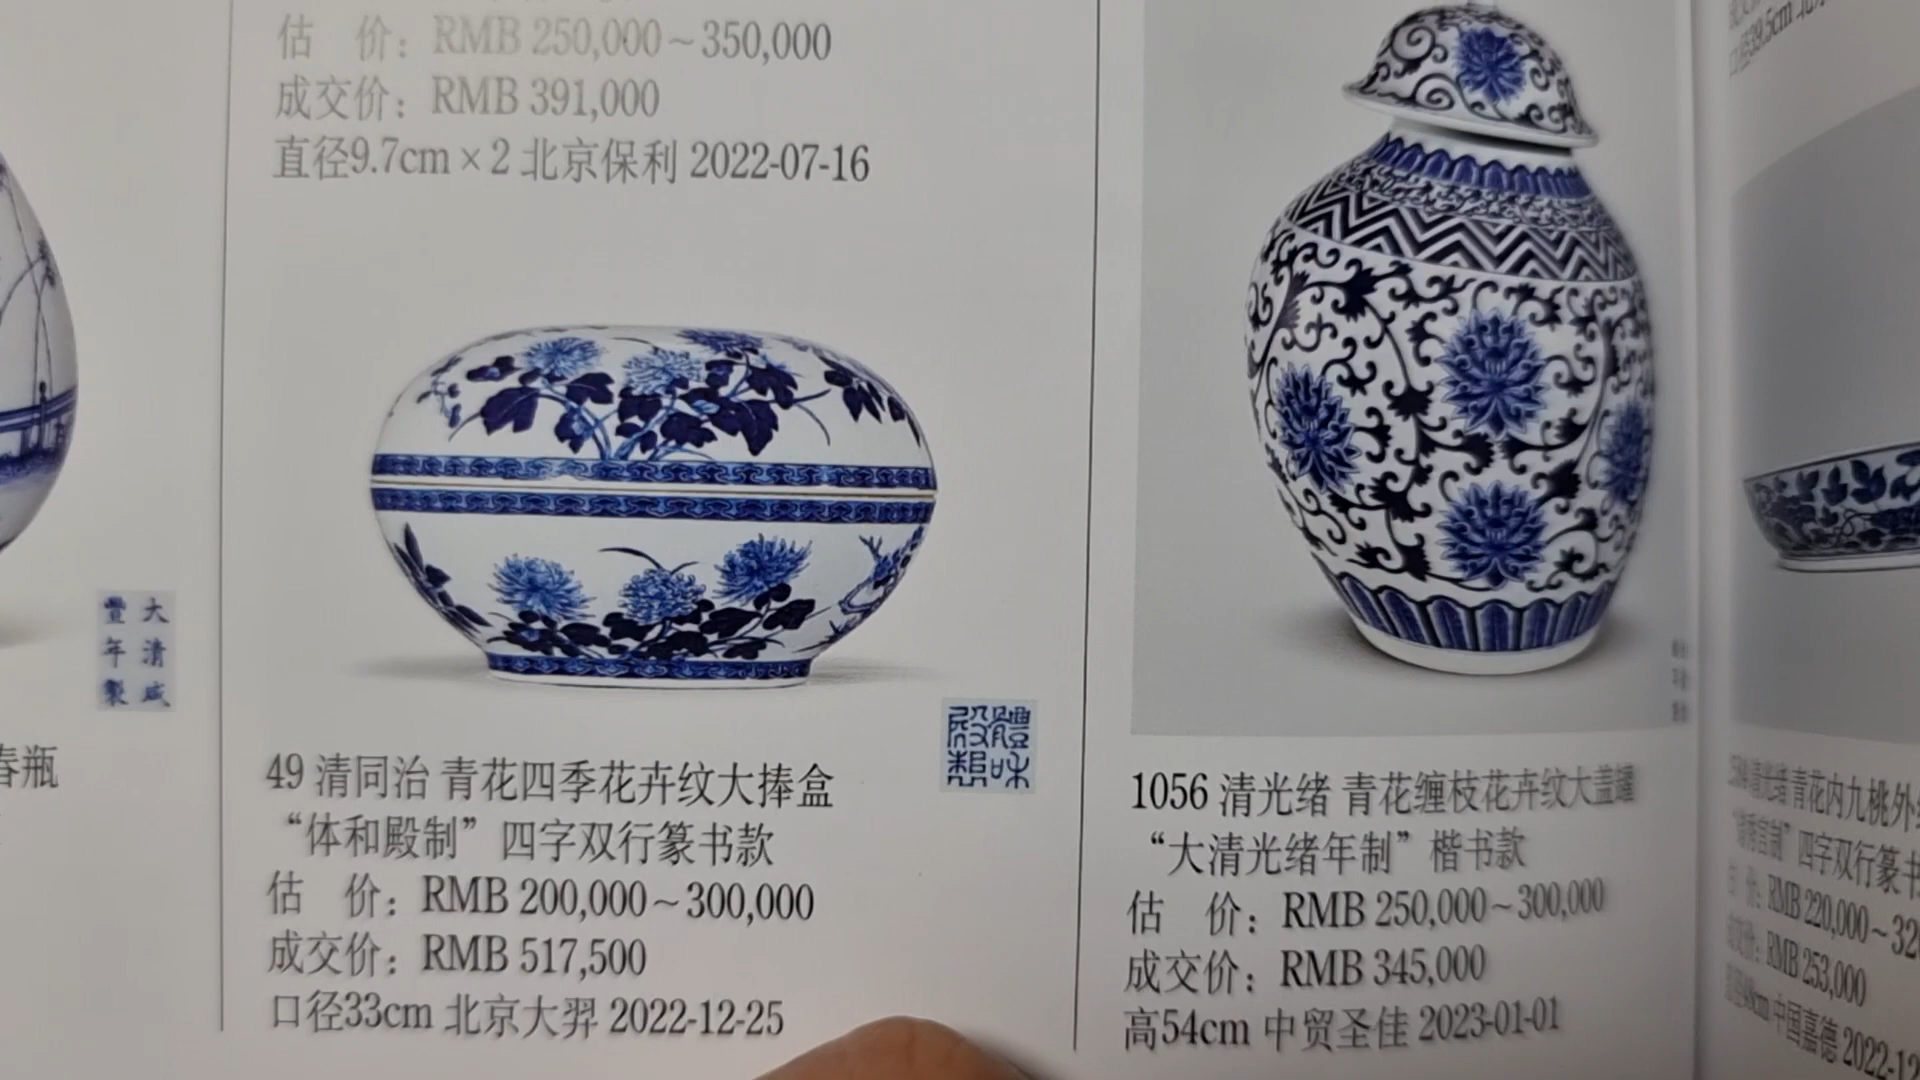 估 价：RMB 250,000～350,000
成交价：RMB 391,000
直径9.7cm×2 北京保利 2022-07-16
大清咸
豐年製
春瓶
49 清同治 青花四季花卉纹大捧盒
“体和殿制”四字双行篆书款
估 价：RMB 200,000～300,000
成交价：RMB 517,500
口径33cm 北京大羿 2022-12-25
體和
殿製
1056 清光绪 青花缠枝花卉纹大盖罐
“大清光绪年制”楷书款
估 价：RMB 250,000～300,000
成交价：RMB 345,000
高54cm 中贸圣佳 2023-01-01
39.5cm
清光绪 青花内九桃外
四字双行篆书
价：RMB 220,000～32
RMB 253,000
中国嘉德 2022-12